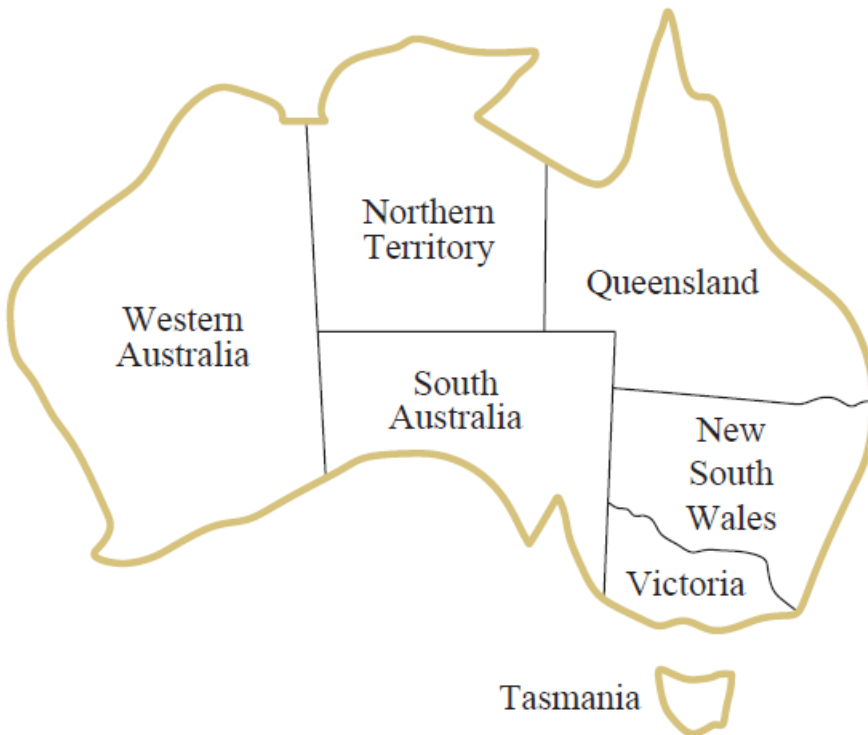 Northern
Territory
Queensland
Western
Australia
South
Australia
New
South
Wales
Victoria
Tasmania